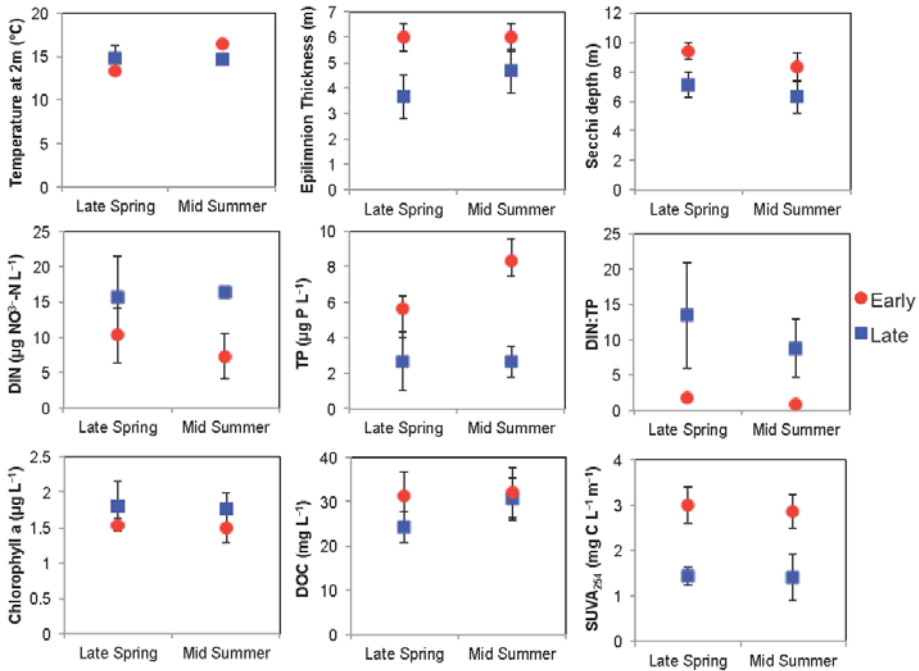 Temperature at 2m (°C)
20
15
10
5
0
Late Spring Mid Summer
Epilimnion Thickness (m)
7
6
5
4
3
2
1
0
Late Spring Mid Summer
Secchi depth (m)
12
10
8
6
4
2
0
Late Spring Mid Summer
DIN (µg NO³⁻-N L⁻¹)
25
20
15
10
5
0
Late Spring Mid Summer
TP (µg P L⁻¹)
10
8
6
4
2
0
Late Spring Mid Summer
DIN:TP
25
20
15
10
5
0
Late Spring Mid Summer
Early
Late
Chlorophyll a (µg L⁻¹)
2.5
2
1.5
1
0.5
0
Late Spring Mid Summer
DOC (mg L⁻¹)
40
30
20
10
0
Late Spring Mid Summer
SUVA₂₅₄ (mg C L⁻¹ m⁻¹)
4
3
2
1
0
Late Spring Mid Summer